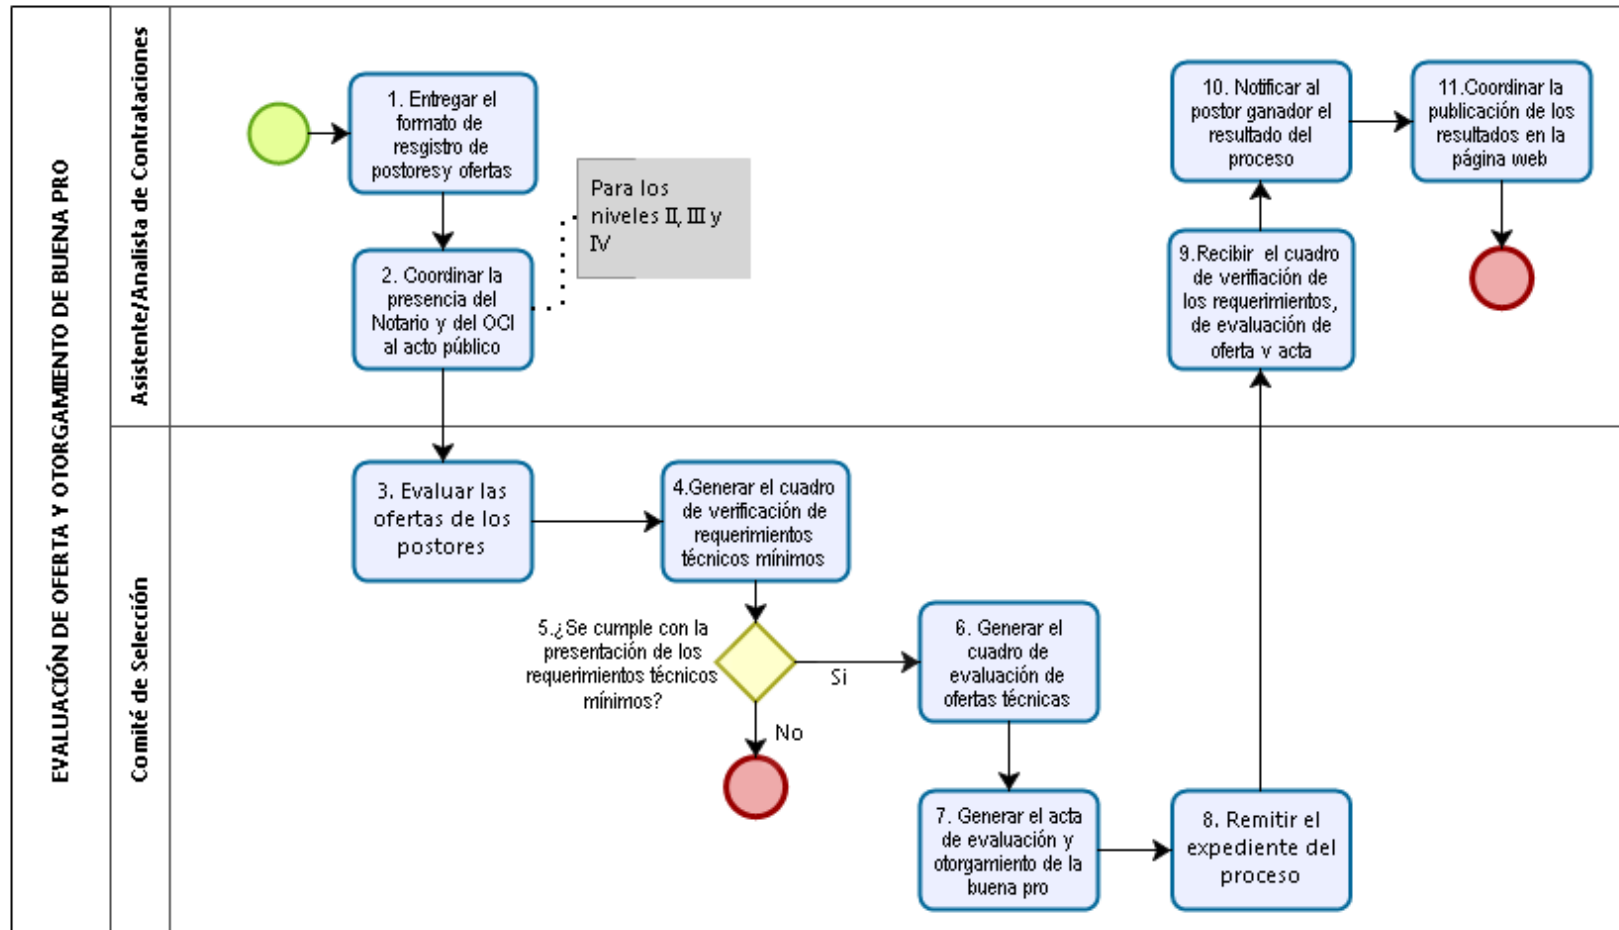 EVALUACIÓN DE OFERTA Y OTORGAMIENTO DE BUENA PRO
Asistente/Analista de Contrataciones
1. Entregar el
formato de
resgistro de
postoresy ofertas
Para los
niveles II, III y
IV
2. Coordinar la
presencia del
Notario y del OCI
al acto público
10. Notificar al
postor ganador el
resultado del
proceso
11.Coordinar la
publicación de los
resultados en la
página web
9.Recibir el cuadro
de verifiación de
los requerimientos,
de evaluación de
oferta y acta
Comité de Selección
3. Evaluar las
ofertas de los
postores
4.Generar el cuadro
de verificación de
requerimientos
técnicos mínimos
5.¿Se cumple con la
presentación de los
requerimientos técnicos
mínimos?
Si
No
6. Generar el
cuadro de
evaluación de
ofertas técnicas
7. Generar el acta
de evaluación y
otorgamiento de la
buena pro
8. Remitir el
expediente del
proceso